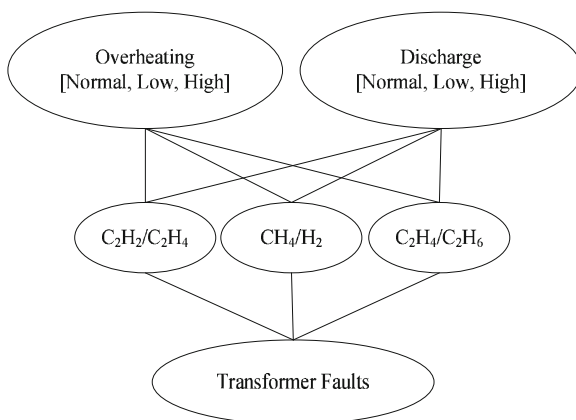 Overheating
[Normal, Low, High]
Discharge
[Normal, Low, High]
C₂H₂/C₂H₄
CH₄/H₂
C₂H₄/C₂H₆
Transformer Faults